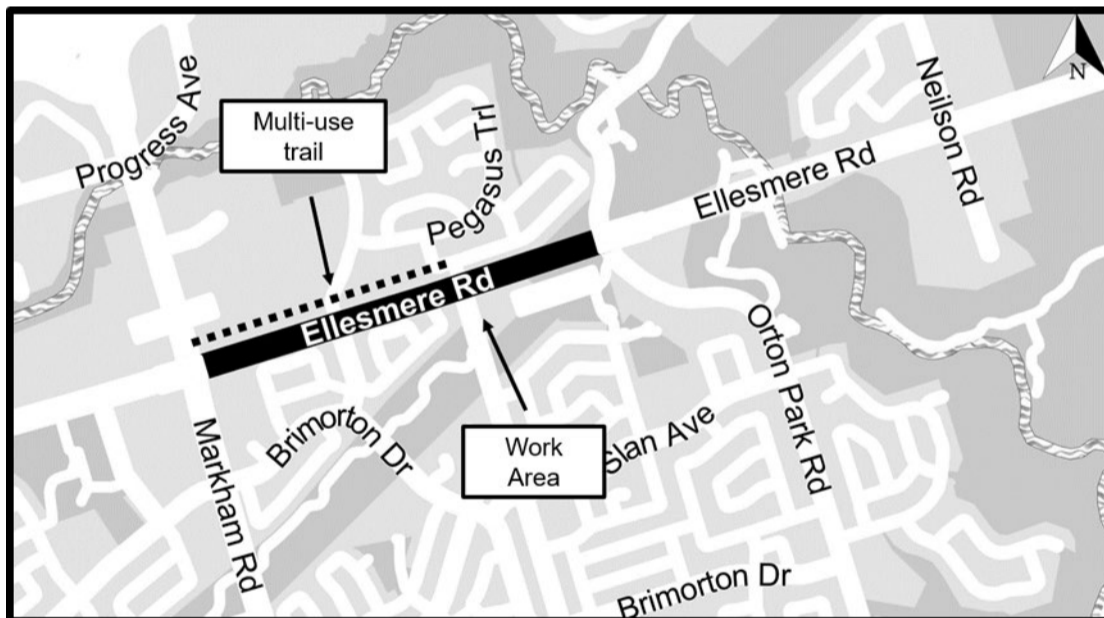 N
Neilson Rd
Progress Ave
Multi-use
trail
Pegasus Trl
Ellesmere Rd
Ellesmere Rd
Orton Park Rd
Markham Rd
Brimorton Dr
Work
Area
Slan Ave
Brimorton Dr